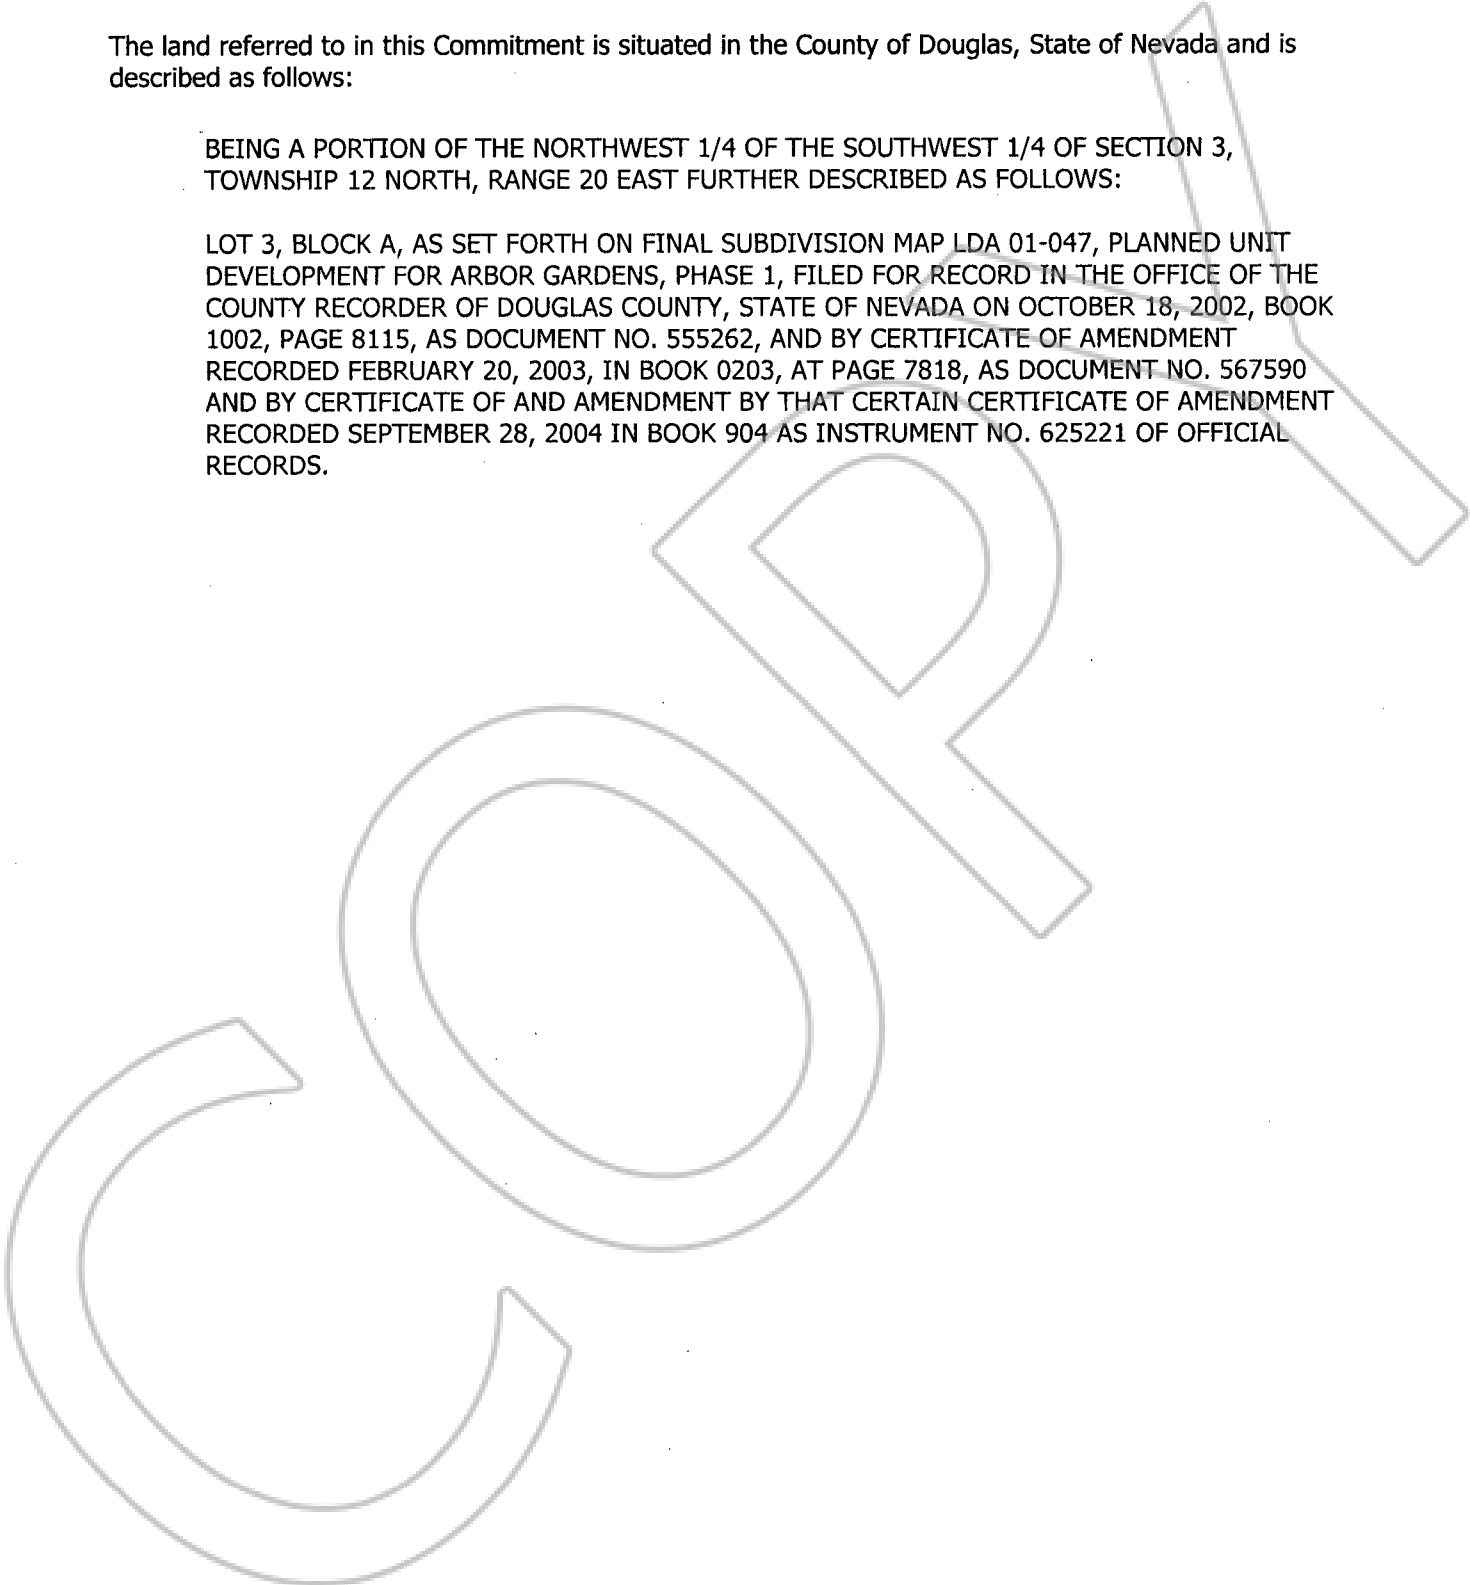 The land referred to in this Commitment is situated in the County of Douglas, State of Nevada and is
described as follows:
BEING A PORTION OF THE NORTHWEST 1/4 OF THE SOUTHWEST 1/4 OF SECTION 3,
TOWNSHIP 12 NORTH, RANGE 20 EAST FURTHER DESCRIBED AS FOLLOWS:
LOT 3, BLOCK A, AS SET FORTH ON FINAL SUBDIVISION MAP LDA 01-047, PLANNED UNIT
DEVELOPMENT FOR ARBOR GARDENS, PHASE 1, FILED FOR RECORD IN THE OFFICE OF THE
COUNTY RECORDER OF DOUGLAS COUNTY, STATE OF NEVADA ON OCTOBER 18, 2002, BOOK
1002, PAGE 8115, AS DOCUMENT NO. 555262, AND BY CERTIFICATE OF AMENDMENT
RECORDED FEBRUARY 20, 2003, IN BOOK 0203, AT PAGE 7818, AS DOCUMENT NO. 567590
AND BY CERTIFICATE OF AND AMENDMENT BY THAT CERTAIN CERTIFICATE OF AMENDMENT
RECORDED SEPTEMBER 28, 2004 IN BOOK 904 AS INSTRUMENT NO. 625221 OF OFFICIAL
RECORDS.
COPY